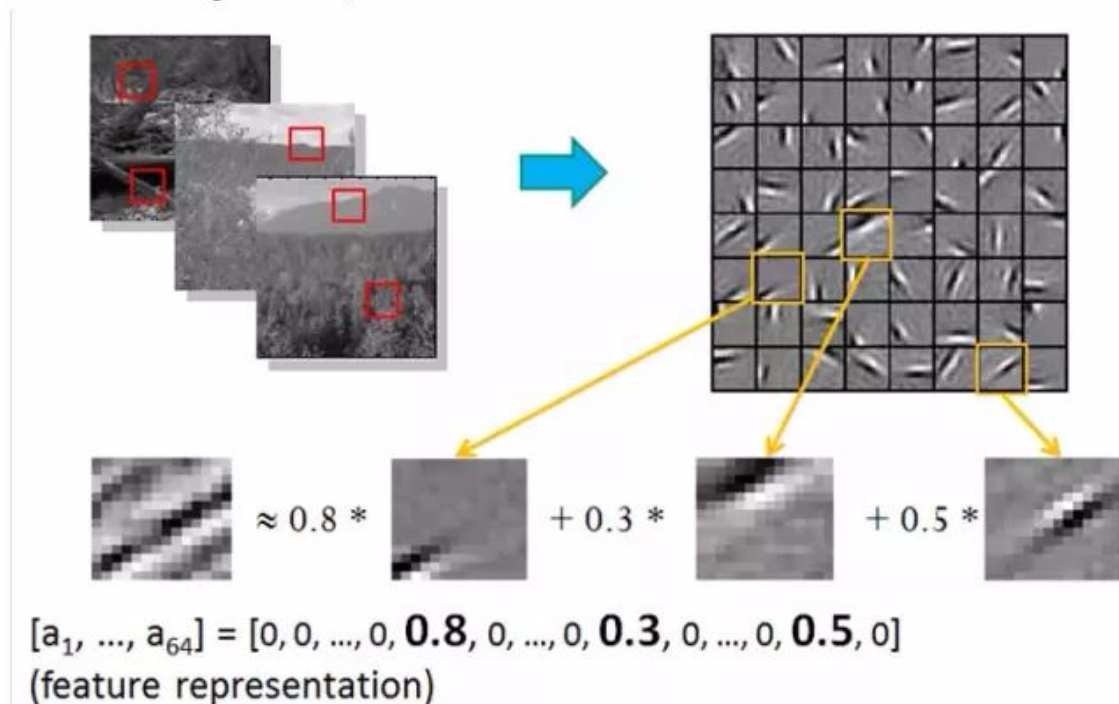 ≈ 0.8 * + 0.3 * + 0.5 *
[a₁, ..., a₆₄] = [0, 0, ..., 0, 0.8, 0, ..., 0, 0.3, 0, ..., 0, 0.5, 0]
(feature representation)